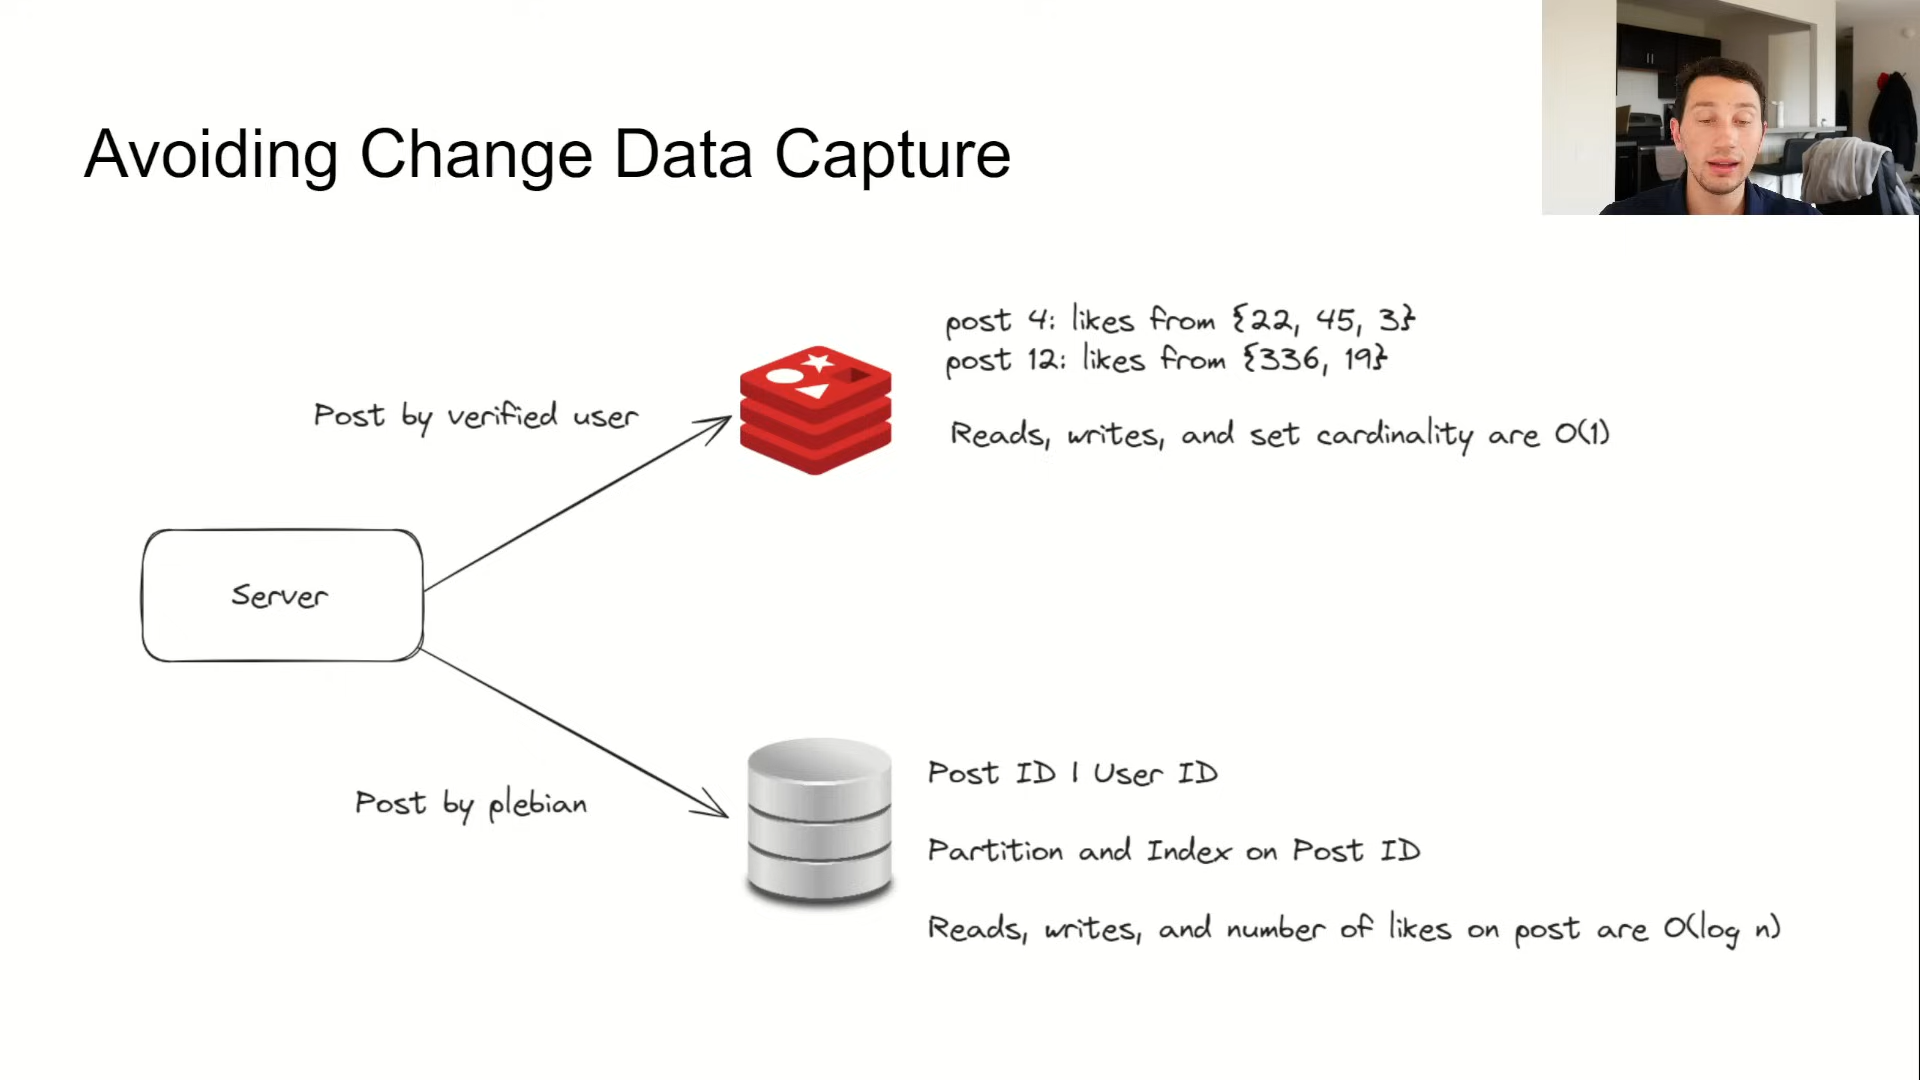 Avoiding Change Data Capture
post 4: likes from {22, 45, 3}
post 12: likes from {336, 19}
Post by verified user
Reads, writes, and set cardinality are O(1)
Server
Post ID | User ID
Post by plebian
Partition and Index on Post ID
Reads, writes, and number of likes on post are O(log n)